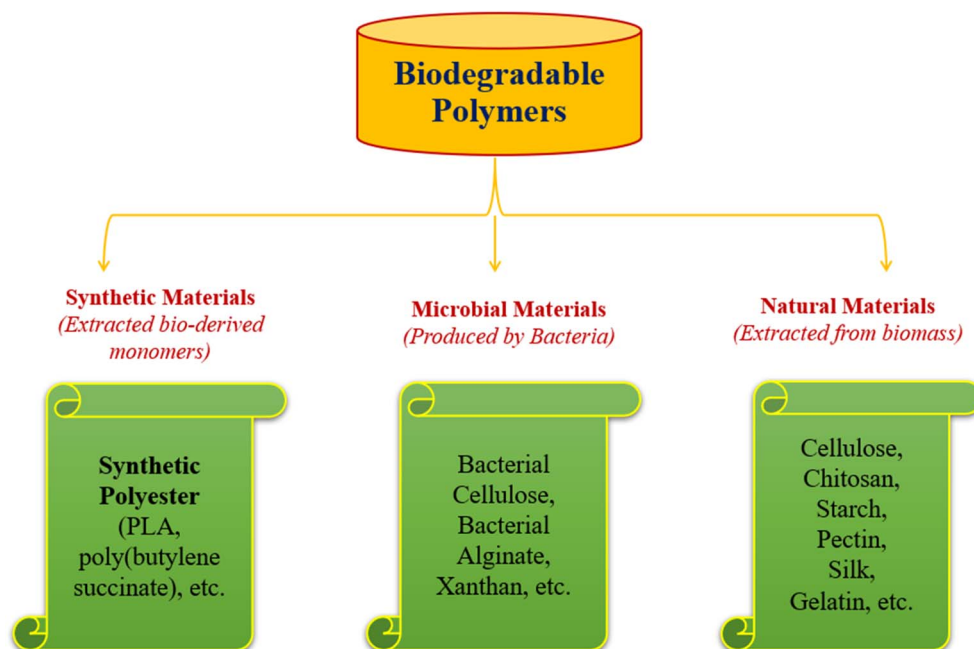 Biodegradable
Polymers
Synthetic Materials
(Extracted bio-derived
monomers)
Microbial Materials
(Produced by Bacteria)
Natural Materials
(Extracted from biomass)
Synthetic
Polyester
(PLA,
poly(butylene
succinate), etc.
Bacterial
Cellulose,
Bacterial
Alginate,
Xanthan, etc.
Cellulose,
Chitosan,
Starch,
Pectin,
Silk,
Gelatin, etc.